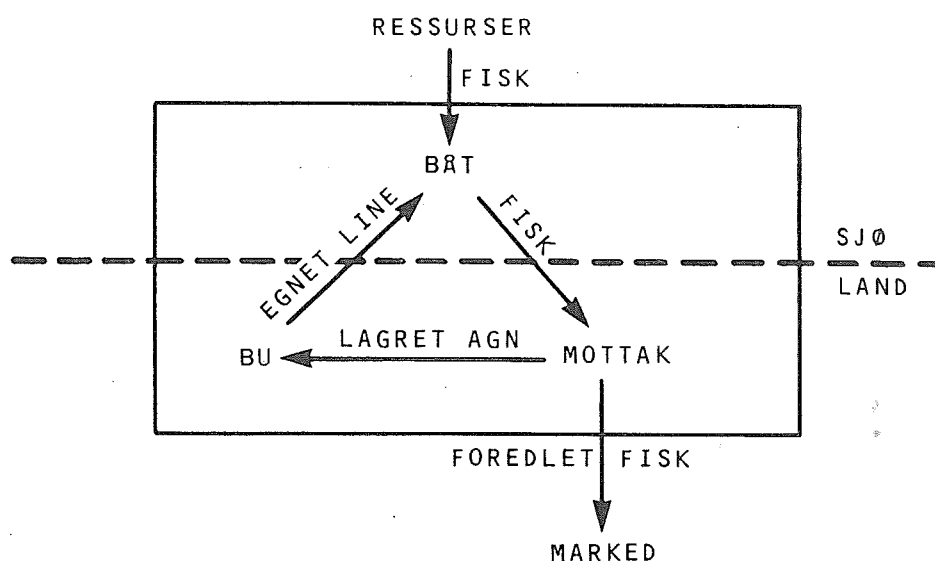 RESSURSER
FISK
BÅT
EGNET LINE
FISK
SJØ
LAND
LAGRET AGN
BU
MOTTAK
FOREDLET FISK
MARKED